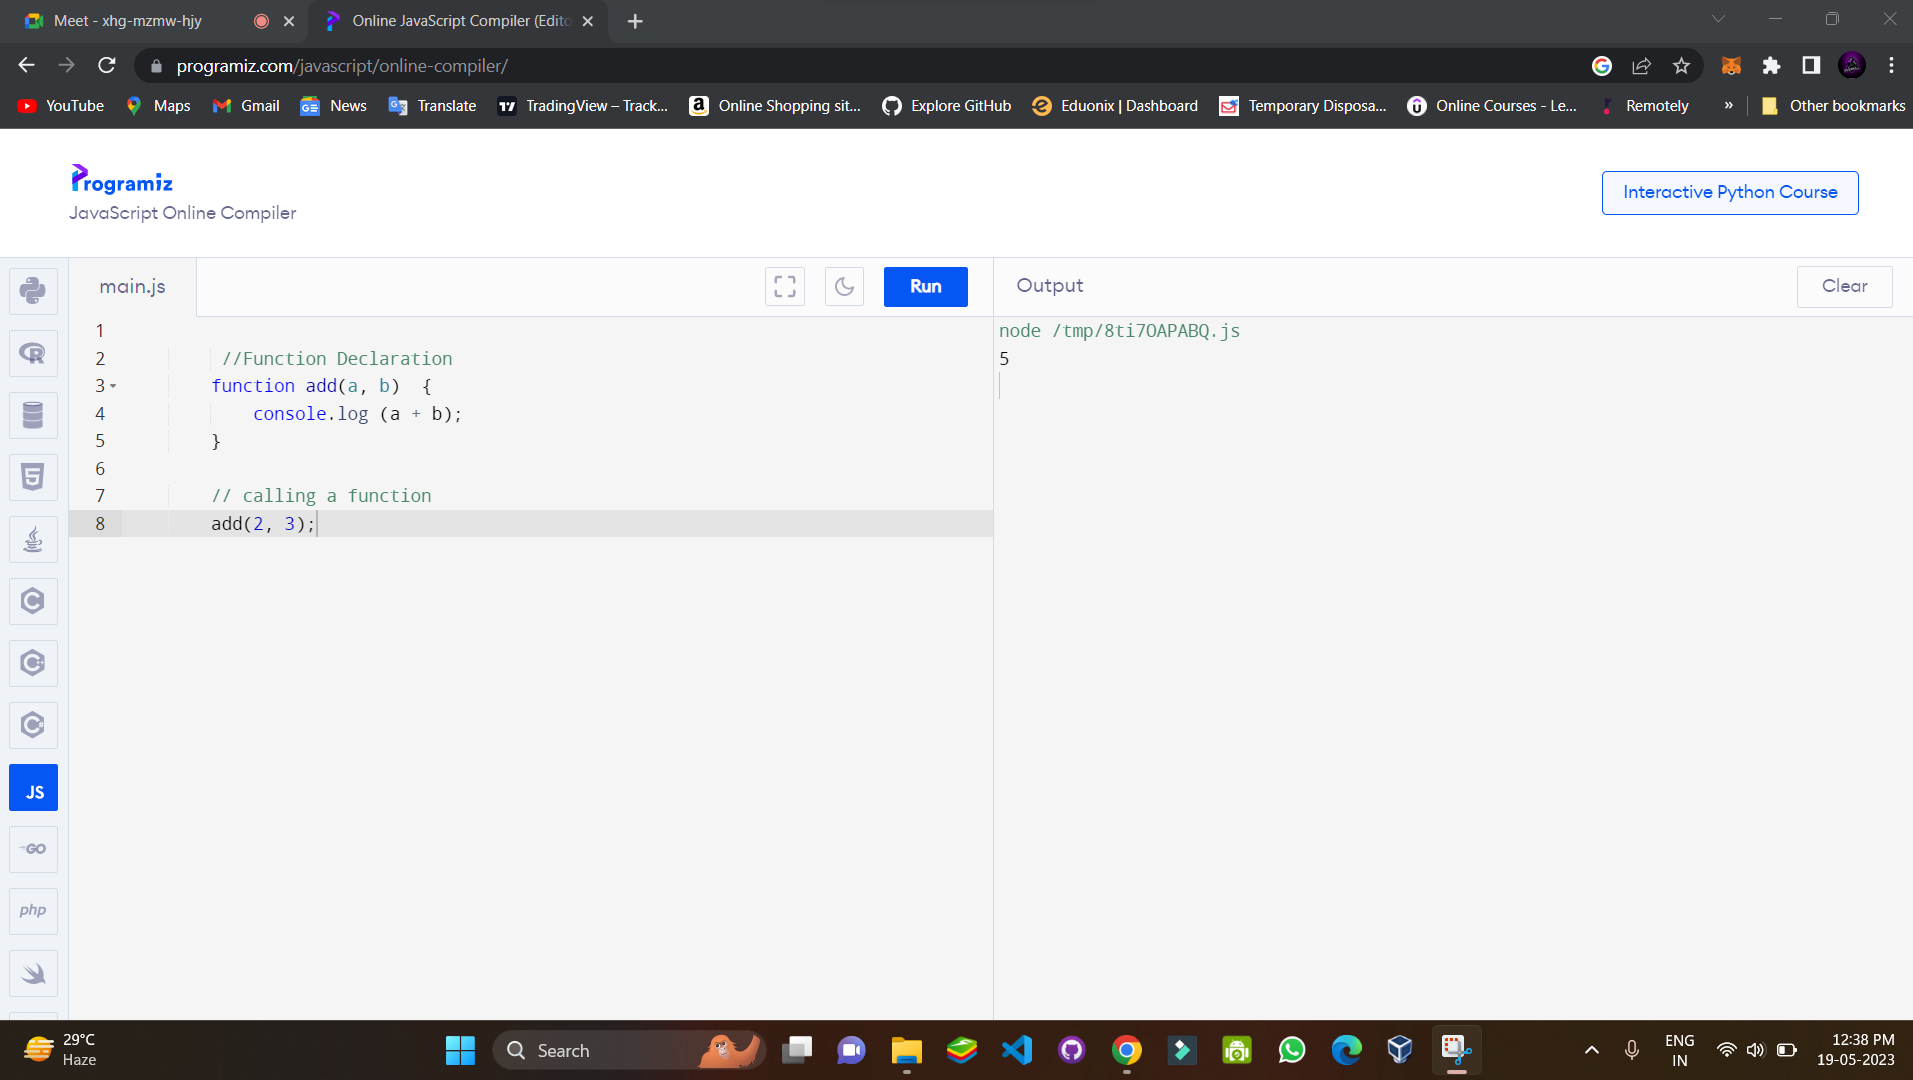 Meet - xhg-mzmw-hjy
Online JavaScript Compiler (Edito
programiz.com/javascript/online-compiler/
YouTube Maps Gmail News Translate TradingView – Track... Online Shopping sit... Explore GitHub Eduonix | Dashboard Temporary Disposa... Online Courses - Le... Remotely » Other bookmarks
Programiz
JavaScript Online Compiler
Interactive Python Course
main.js
Run
Output
Clear
1
2 //Function Declaration
3 function add(a, b)  {
4 console.log (a + b);
5 }
6
7 // calling a function
8 add(2, 3);
node /tmp/8ti7OAPABQ.js
5
JS
GO
php
29°C
Haze
Search
ENG
IN
12:38 PM
19-05-2023